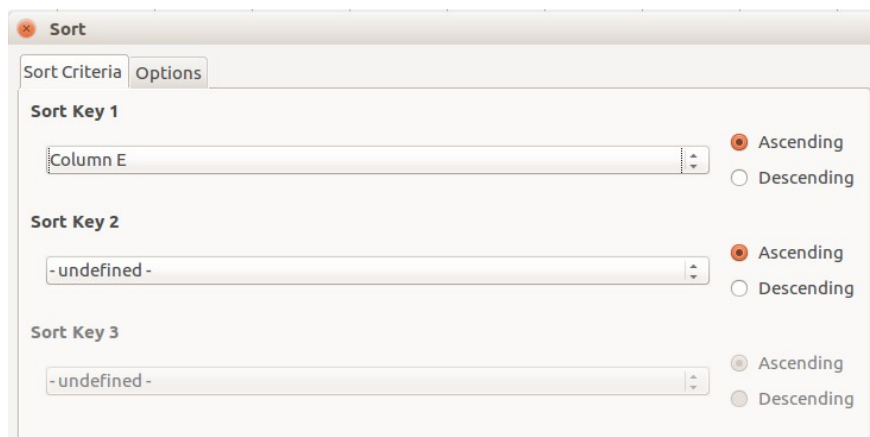 Sort
Sort Criteria Options
Sort Key 1
Column E
Ascending
Descending
Sort Key 2
- undefined -
Ascending
Descending
Sort Key 3
- undefined -
Ascending
Descending